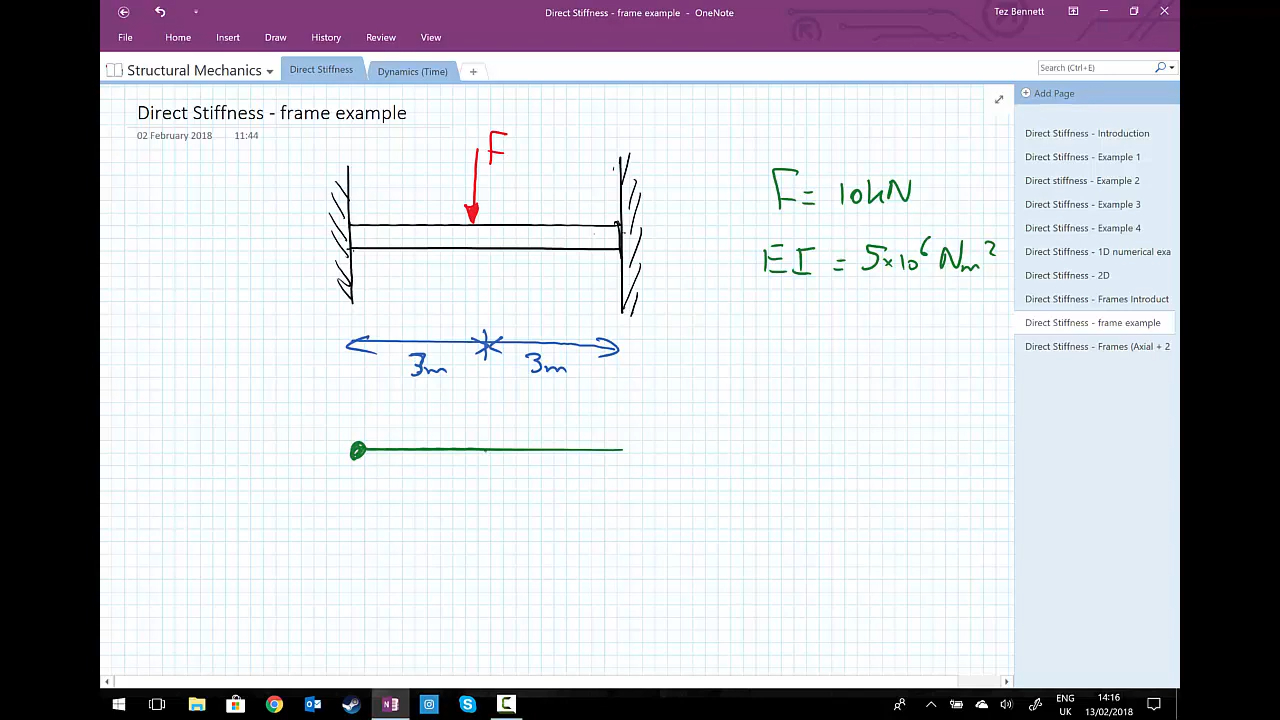 Direct Stiffness - frame example - OneNote
Tez Bennett
File Home Insert Draw History Review View
Structural Mechanics
Direct Stiffness
Dynamics (Time)
Search (Ctrl+E)
Add Page
Direct Stiffness - frame example
02 February 2018 11:44
Direct Stiffness - Introduction
Direct Stiffness - Example 1
Direct stiffness - Example 2
Direct Stiffness - Example 3
Direct Stiffness - Example 4
Direct Stiffness - 1D numerical exa
Direct Stiffness - 2D
Direct Stiffness - Frames Introduct
Direct Stiffness - frame example
Direct Stiffness - Frames (Axial + 2
F
F = 10kN
EI = 5×10⁶ Nm²
3m 3m
ENG
UK
14:16
13/02/2018